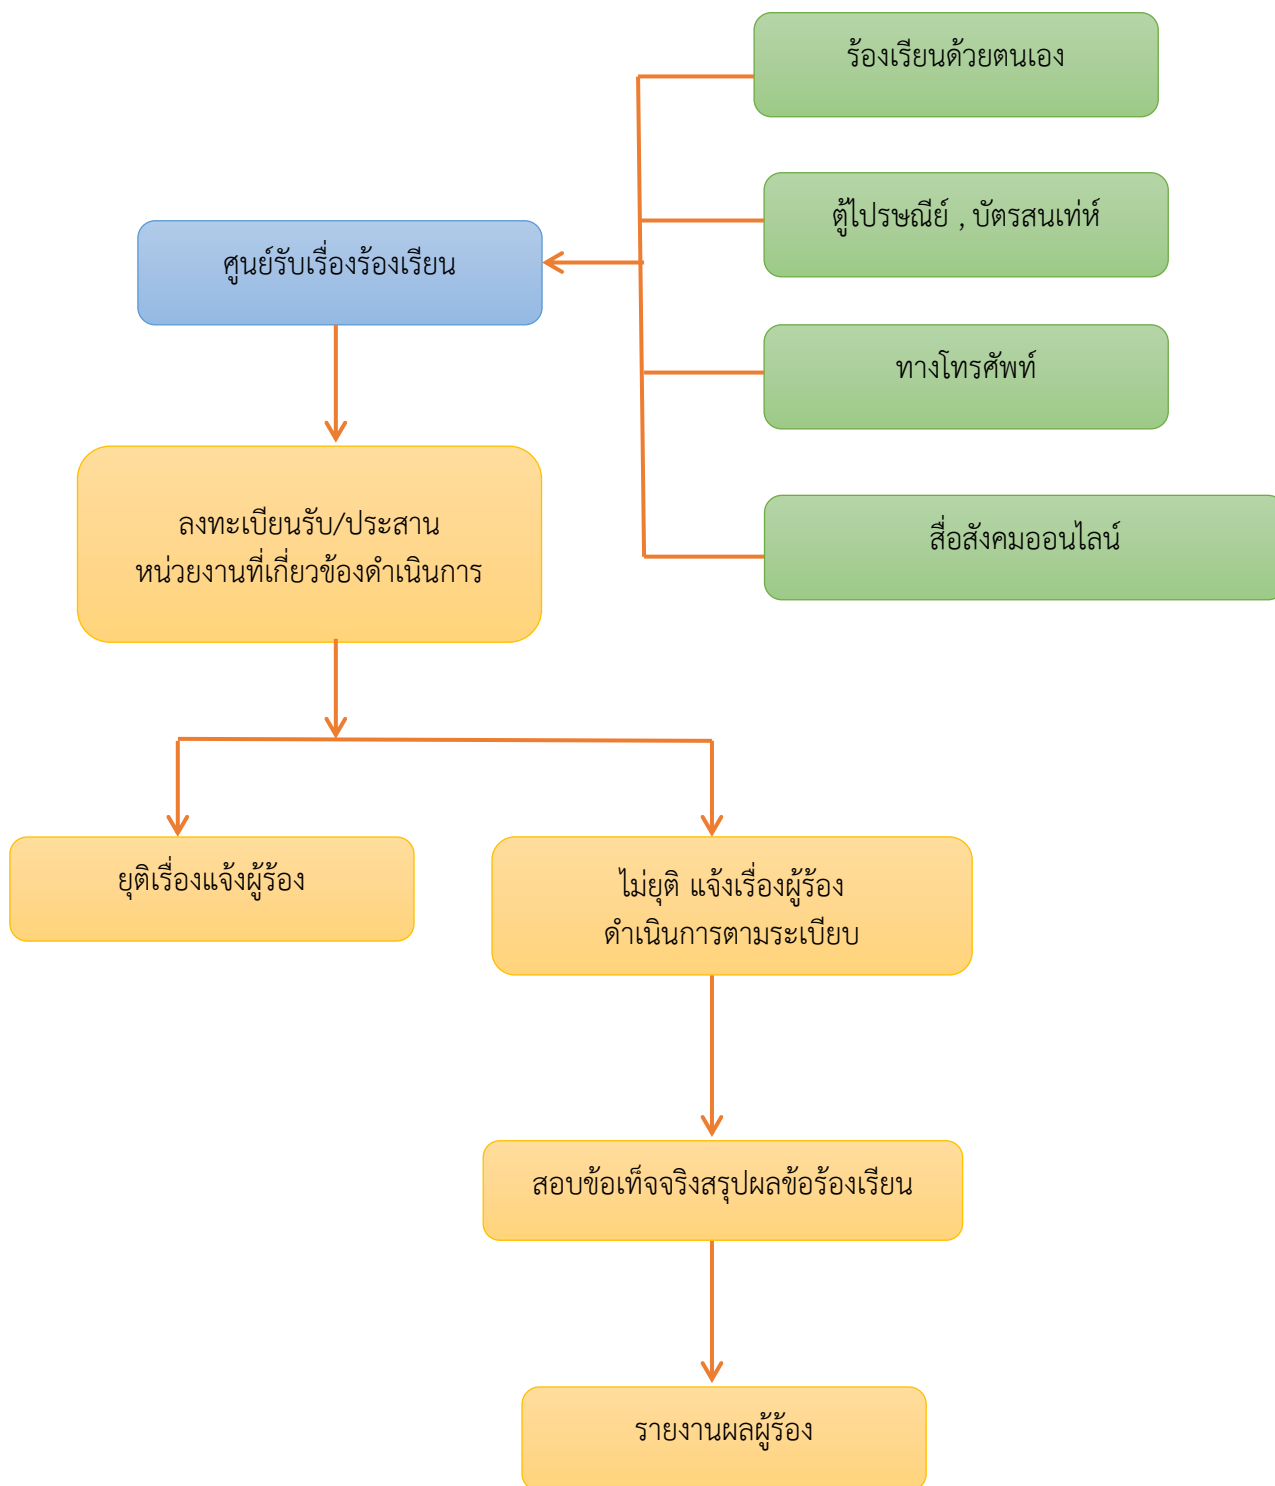 ร้องเรียนด้วยตนเอง
ตู้ไปรษณีย์ , บัตรสนเท่ห์
ศูนย์รับเรื่องร้องเรียน
ทางโทรศัพท์
ลงทะเบียนรับ/ประสาน
หน่วยงานที่เกี่ยวข้องดำเนินการ
สื่อสังคมออนไลน์
ยุติเรื่องแจ้งผู้ร้อง
ไม่ยุติ แจ้งเรื่องผู้ร้อง
ดำเนินการตามระเบียบ
สอบข้อเท็จจริงสรุปผลข้อร้องเรียน
รายงานผลผู้ร้อง